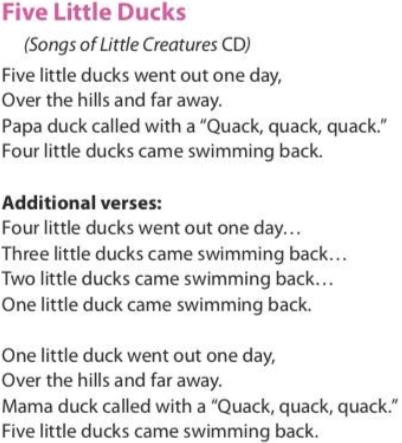 Five Little Ducks
(Songs of Little Creatures CD)
Five little ducks went out one day,
Over the hills and far away.
Papa duck called with a “Quack, quack, quack.”
Four little ducks came swimming back.
Additional verses:
Four little ducks went out one day…
Three little ducks came swimming back…
Two little ducks came swimming back…
One little duck came swimming back.
One little duck went out one day,
Over the hills and far away.
Mama duck called with a “Quack, quack, quack.”
Five little ducks came swimming back.